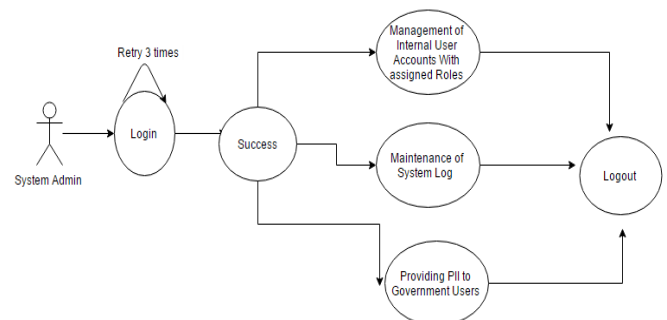 Retry 3 times
System Admin
Login
Success
Management of
Internal User
Accounts With
assigned Roles
Maintenance of
System Log
Providing PII to
Government Users
Logout